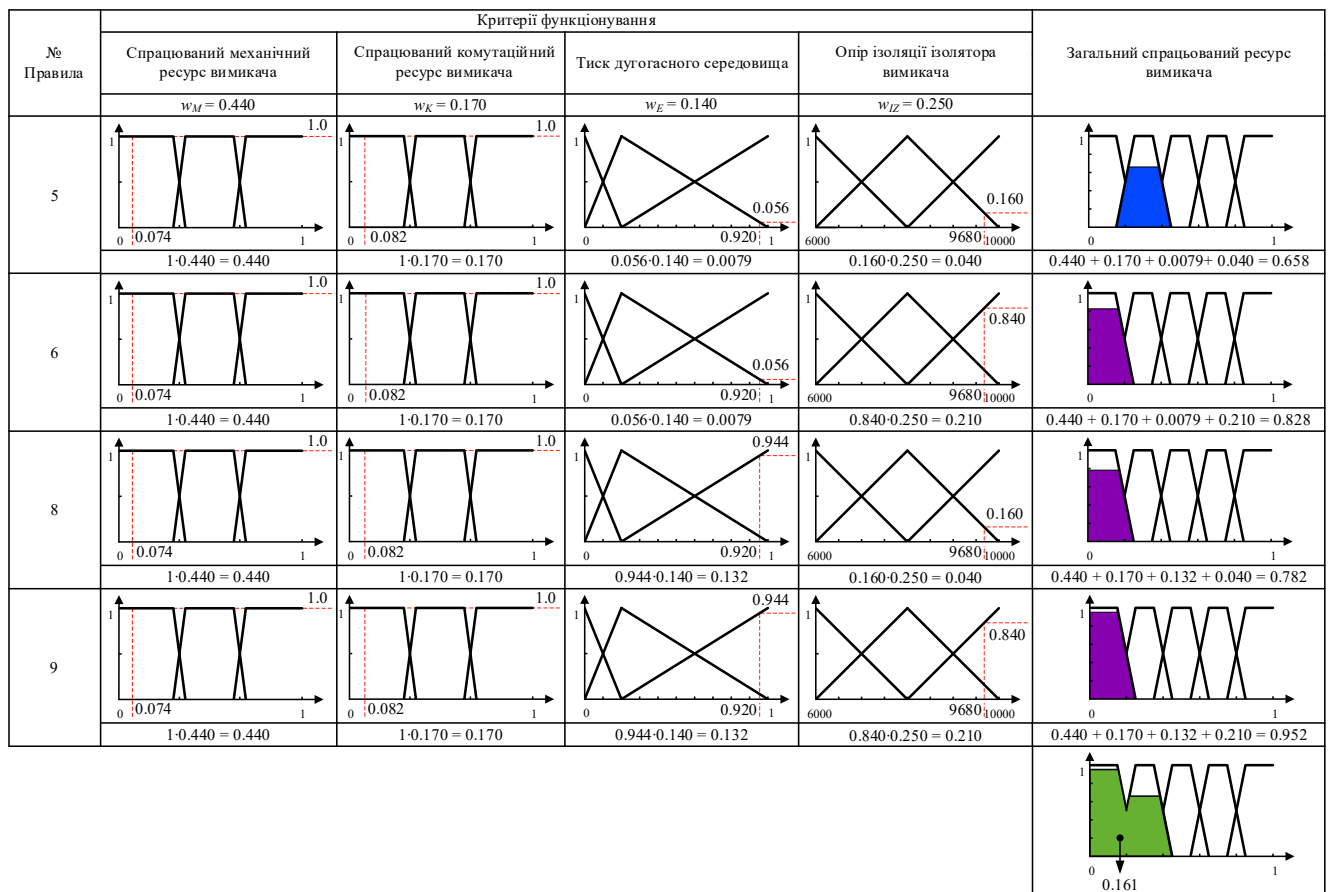 №
Правила
Критерії функціонування
Спрацюваний механічний
ресурс вимикача
Спрацюваний комутаційний
ресурс вимикача
Тиск дугогасного середовища
Опір ізоляції ізолятора
вимикача
Загальний спрацьований ресурс
вимикача
wM = 0.440
wK = 0.170
wE = 0.140
wIZ = 0.250
5
1
1.0
0
0.074
1
1
1.0
0
0.082
1
1
0.056
0
0.920
1
1
0.160
6000
9680
10000
1
0
1
1·0.440 = 0.440
1·0.170 = 0.170
0.056·0.140 = 0.0079
0.160·0.250 = 0.040
0.440 + 0.170 + 0.0079+ 0.040 = 0.658
6
1
1.0
0
0.074
1
1
1.0
0
0.082
1
1
0.056
0
0.920
1
1
0.840
6000
9680
10000
1
0
1
1·0.440 = 0.440
1·0.170 = 0.170
0.056·0.140 = 0.0079
0.840·0.250 = 0.210
0.440 + 0.170 + 0.0079 + 0.210 = 0.828
8
1
1.0
0
0.074
1
1
1.0
0
0.082
1
1
0.944
0
0.920
1
1
0.160
6000
9680
10000
1
0
1
1·0.440 = 0.440
1·0.170 = 0.170
0.944·0.140 = 0.132
0.160·0.250 = 0.040
0.440 + 0.170 + 0.132 + 0.040 = 0.782
9
1
1.0
0
0.074
1
1
1.0
0
0.082
1
1
0.944
0
0.920
1
1
0.840
6000
9680
10000
1
0
1
1·0.440 = 0.440
1·0.170 = 0.170
0.944·0.140 = 0.132
0.840·0.250 = 0.210
0.440 + 0.170 + 0.132 + 0.210 = 0.952
1
0
1
0.161